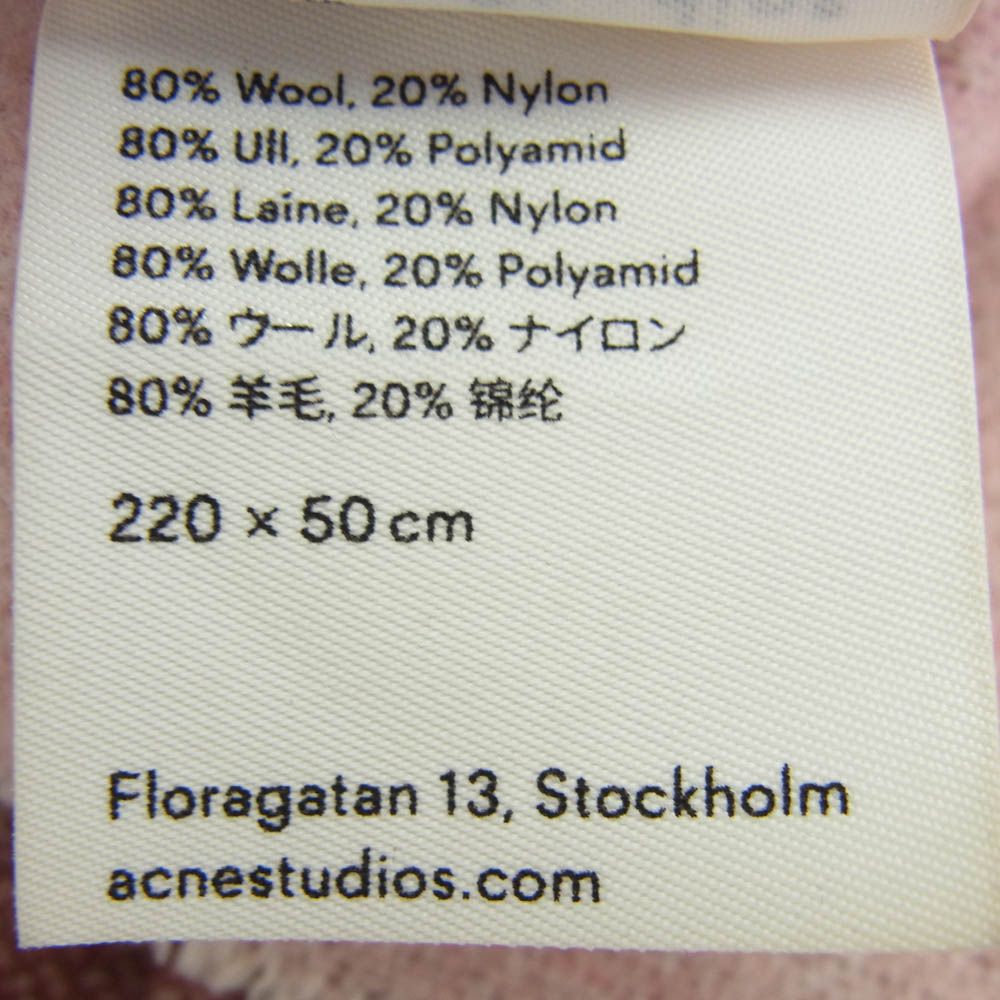 80% Wool, 20% Nylon
80% Ull, 20% Polyamid
80% Laine, 20% Nylon
80% Wolle, 20% Polyamid
80% ウール, 20% ナイロン
80% 羊毛, 20% 锦纶
220 × 50 cm
Floragatan 13, Stockholm
acnestudios.com